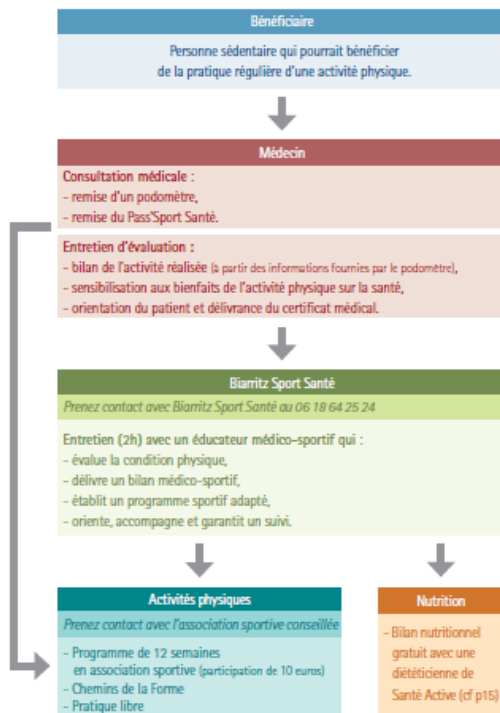 Bénéficiaire
Personne sédentaire qui pourrait bénéficier
de la pratique régulière d'une activité physique.
Médecin
Consultation médicale :
- remise d'un podomètre,
- remise du Pass'Sport Santé.
Entretien d'évaluation :
- bilan de l'activité réalisée (à partir des informations fournies par le podomètre),
- sensibilisation aux bienfaits de l'activité physique sur la santé,
- orientation du patient et délivrance du certificat médical.
Biarritz Sport Santé
Prenez contact avec Biarritz Sport Santé au 06 18 64 25 24
Entretien (2h) avec un éducateur médico-sportif qui :
- évalue la condition physique,
- délivre un bilan médico-sportif,
- établit un programme sportif adapté,
- oriente, accompagne et garantit un suivi.
Activités physiques
Prenez contact avec l'association sportive conseillée
- Programme de 12 semaines
en association sportive (participation de 10 euros)
- Chemins de la Forme
- Pratique libre
Nutrition
- Bilan nutritionnel
gratuit avec une
diététicienne de
Santé Active (cf p15)